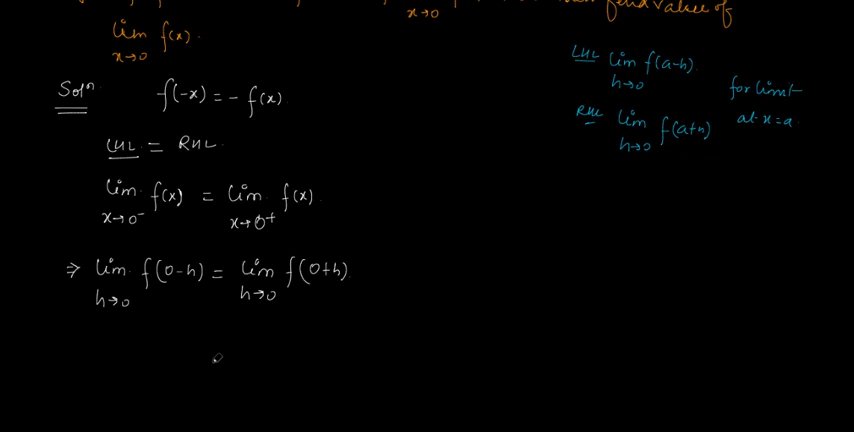 x→0 find value of
lim x→0 f(x).
Solⁿ. f(-x) = - f(x).
LHL = RHL.
lim x→0⁻ f(x) = lim x→0⁺ f(x).
⇒ lim h→0 f(0-h) = lim h→0 f(0+h).
LHL lim h→0 f(a-h).
RHL lim h→0 f(a+h)
for limit
at x=a.